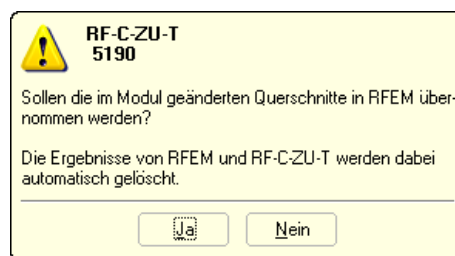 RF-C-ZU-T
5190
Sollen die im Modul geänderten Querschnitte in RFEM über-
nommen werden?
Die Ergebnisse von RFEM und RF-C-ZU-T werden dabei
automatisch gelöscht.
Ja Nein